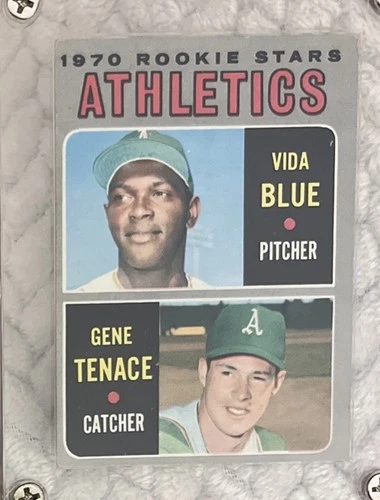 1970 ROOKIE STARS
ATHLETICS
A
VIDA
BLUE
PITCHER
GENE
TENACE
CATCHER
A